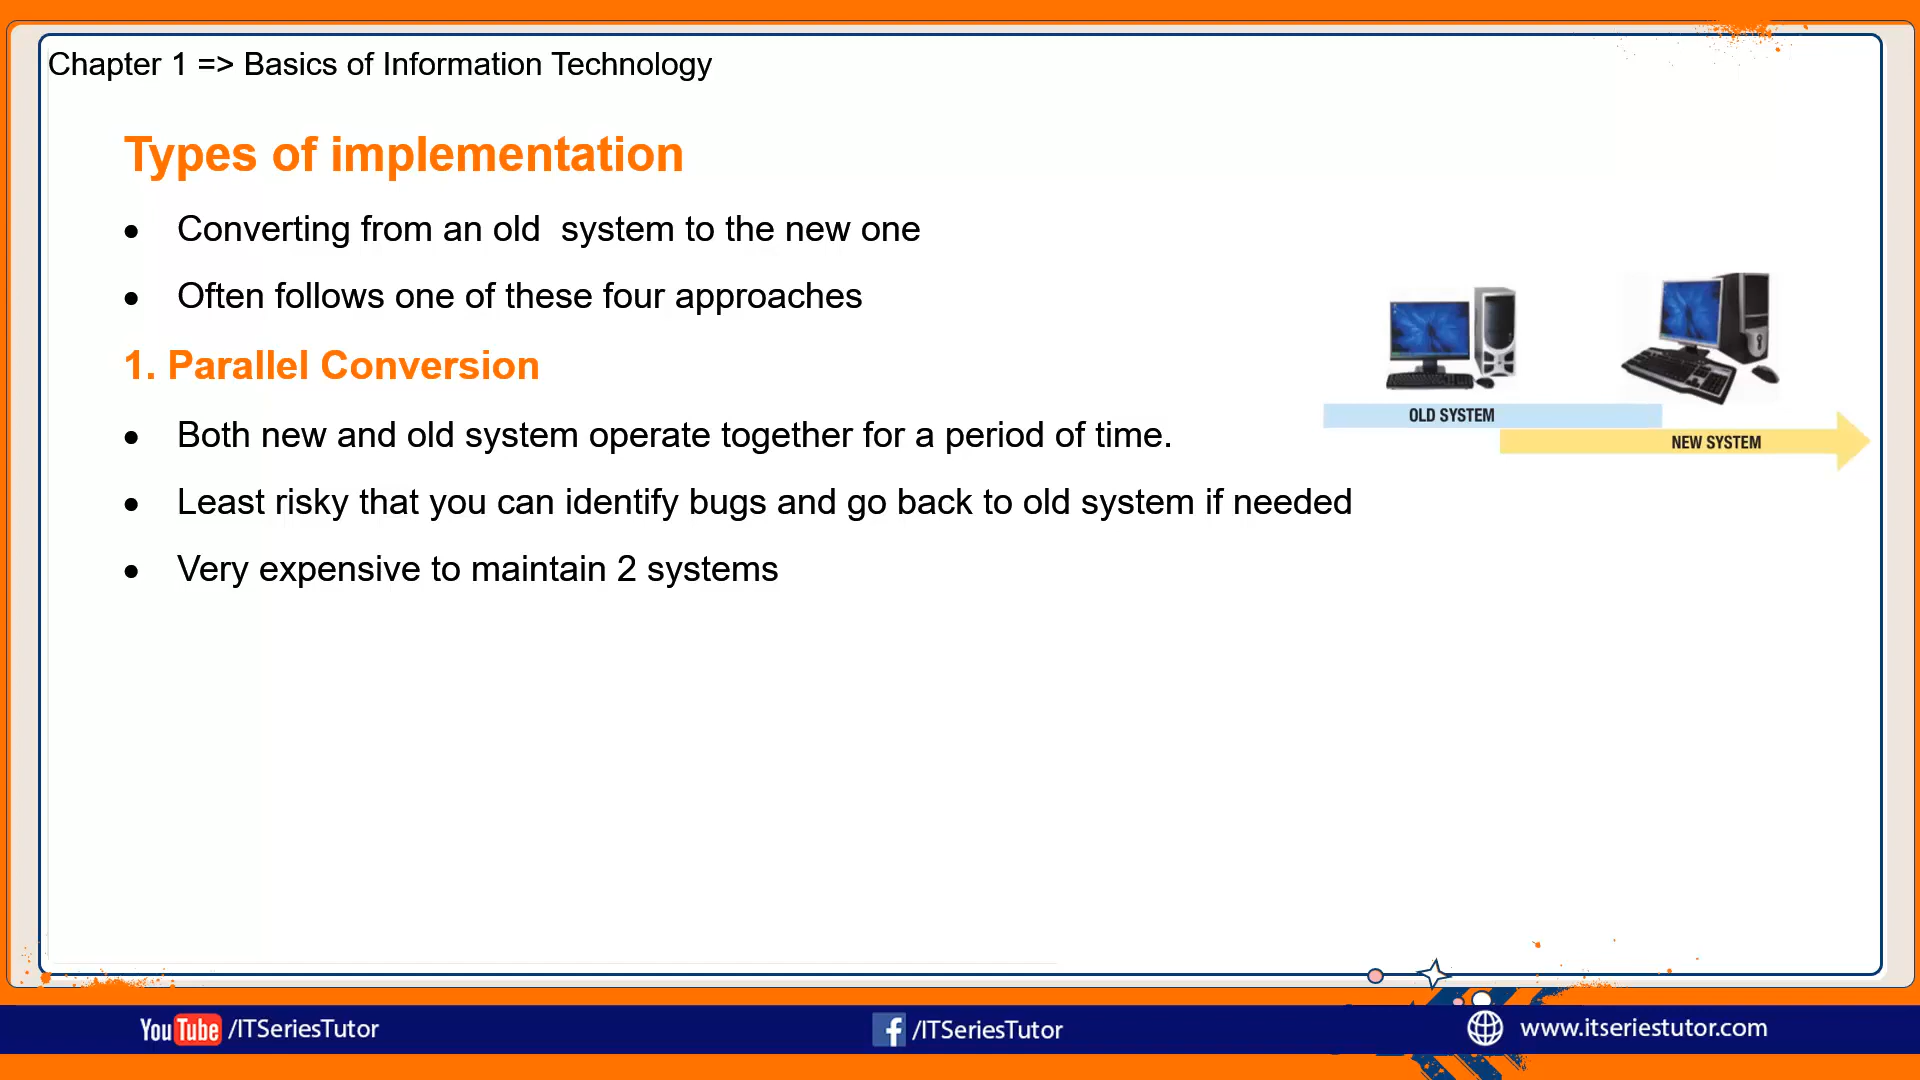 Chapter 1 => Basics of Information Technology
Types of implementation
• Converting from an old  system to the new one
• Often follows one of these four approaches
1. Parallel Conversion
• Both new and old system operate together for a period of time.
• Least risky that you can identify bugs and go back to old system if needed
• Very expensive to maintain 2 systems
OLD SYSTEM
NEW SYSTEM
YouTube /ITSeriesTutor
f /ITSeriesTutor
www.itseriestutor.com